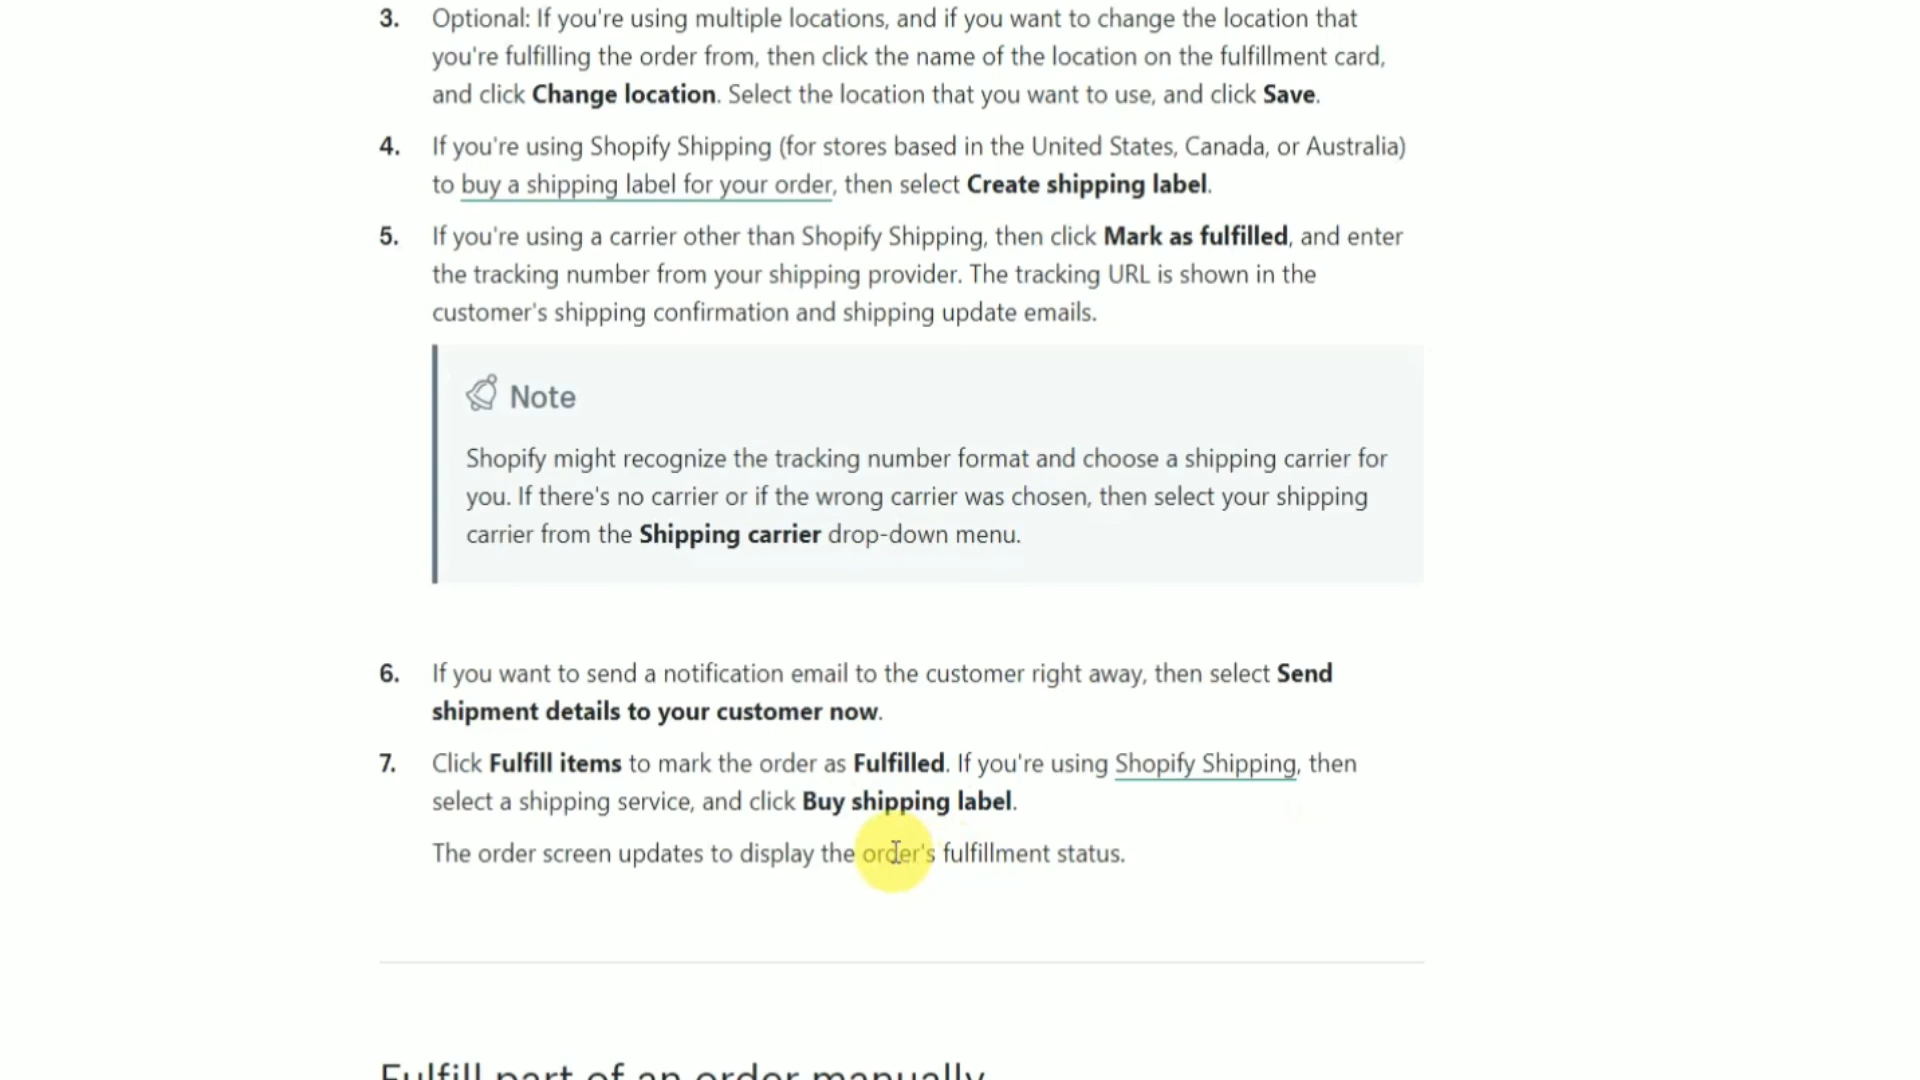 3. Optional: If you're using multiple locations, and if you want to change the location that
you're fulfilling the order from, then click the name of the location on the fulfillment card,
and click Change location. Select the location that you want to use, and click Save.
4. If you're using Shopify Shipping (for stores based in the United States, Canada, or Australia)
to buy a shipping label for your order, then select Create shipping label.
5. If you're using a carrier other than Shopify Shipping, then click Mark as fulfilled, and enter
the tracking number from your shipping provider. The tracking URL is shown in the
customer's shipping confirmation and shipping update emails.
Note
Shopify might recognize the tracking number format and choose a shipping carrier for
you. If there's no carrier or if the wrong carrier was chosen, then select your shipping
carrier from the Shipping carrier drop-down menu.
6. If you want to send a notification email to the customer right away, then select Send
shipment details to your customer now.
7. Click Fulfill items to mark the order as Fulfilled. If you're using Shopify Shipping, then
select a shipping service, and click Buy shipping label.
The order screen updates to display the order's fulfillment status.
Fulfill part of an order manually